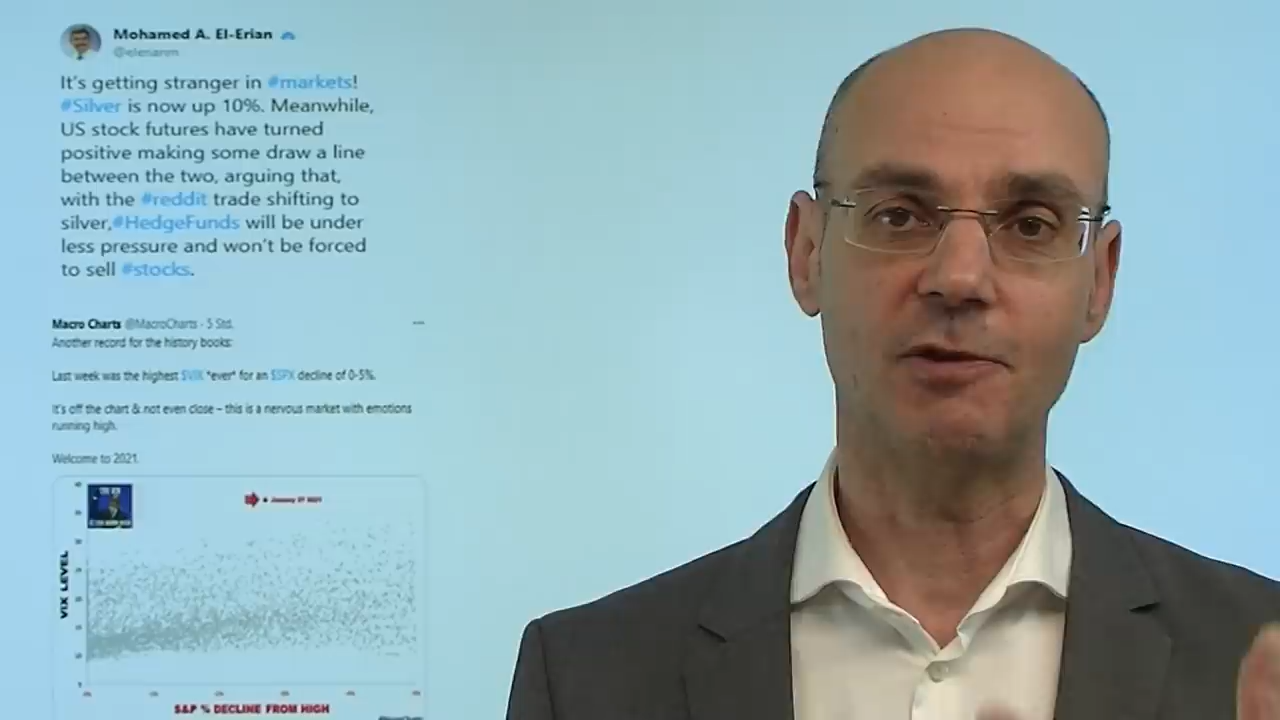 Mohamed A. El-Erian
@elerianm
It's getting stranger in #markets!
#Silver is now up 10%. Meanwhile,
US stock futures have turned
positive making some draw a line
between the two, arguing that,
with the #reddit trade shifting to
silver,#HedgeFunds will be under
less pressure and won't be forced
to sell #stocks.
Macro Charts @MacroCharts - 5 Std.
Another record for the history books:
Last week was the highest $VIX *ever* for an $SPX decline of 0-5%.
It's off the chart & not even close – this is a nervous market with emotions
running high.
Welcome to 2021.
January 27 2021
VIX LEVEL
S&P % DECLINE FROM HIGH